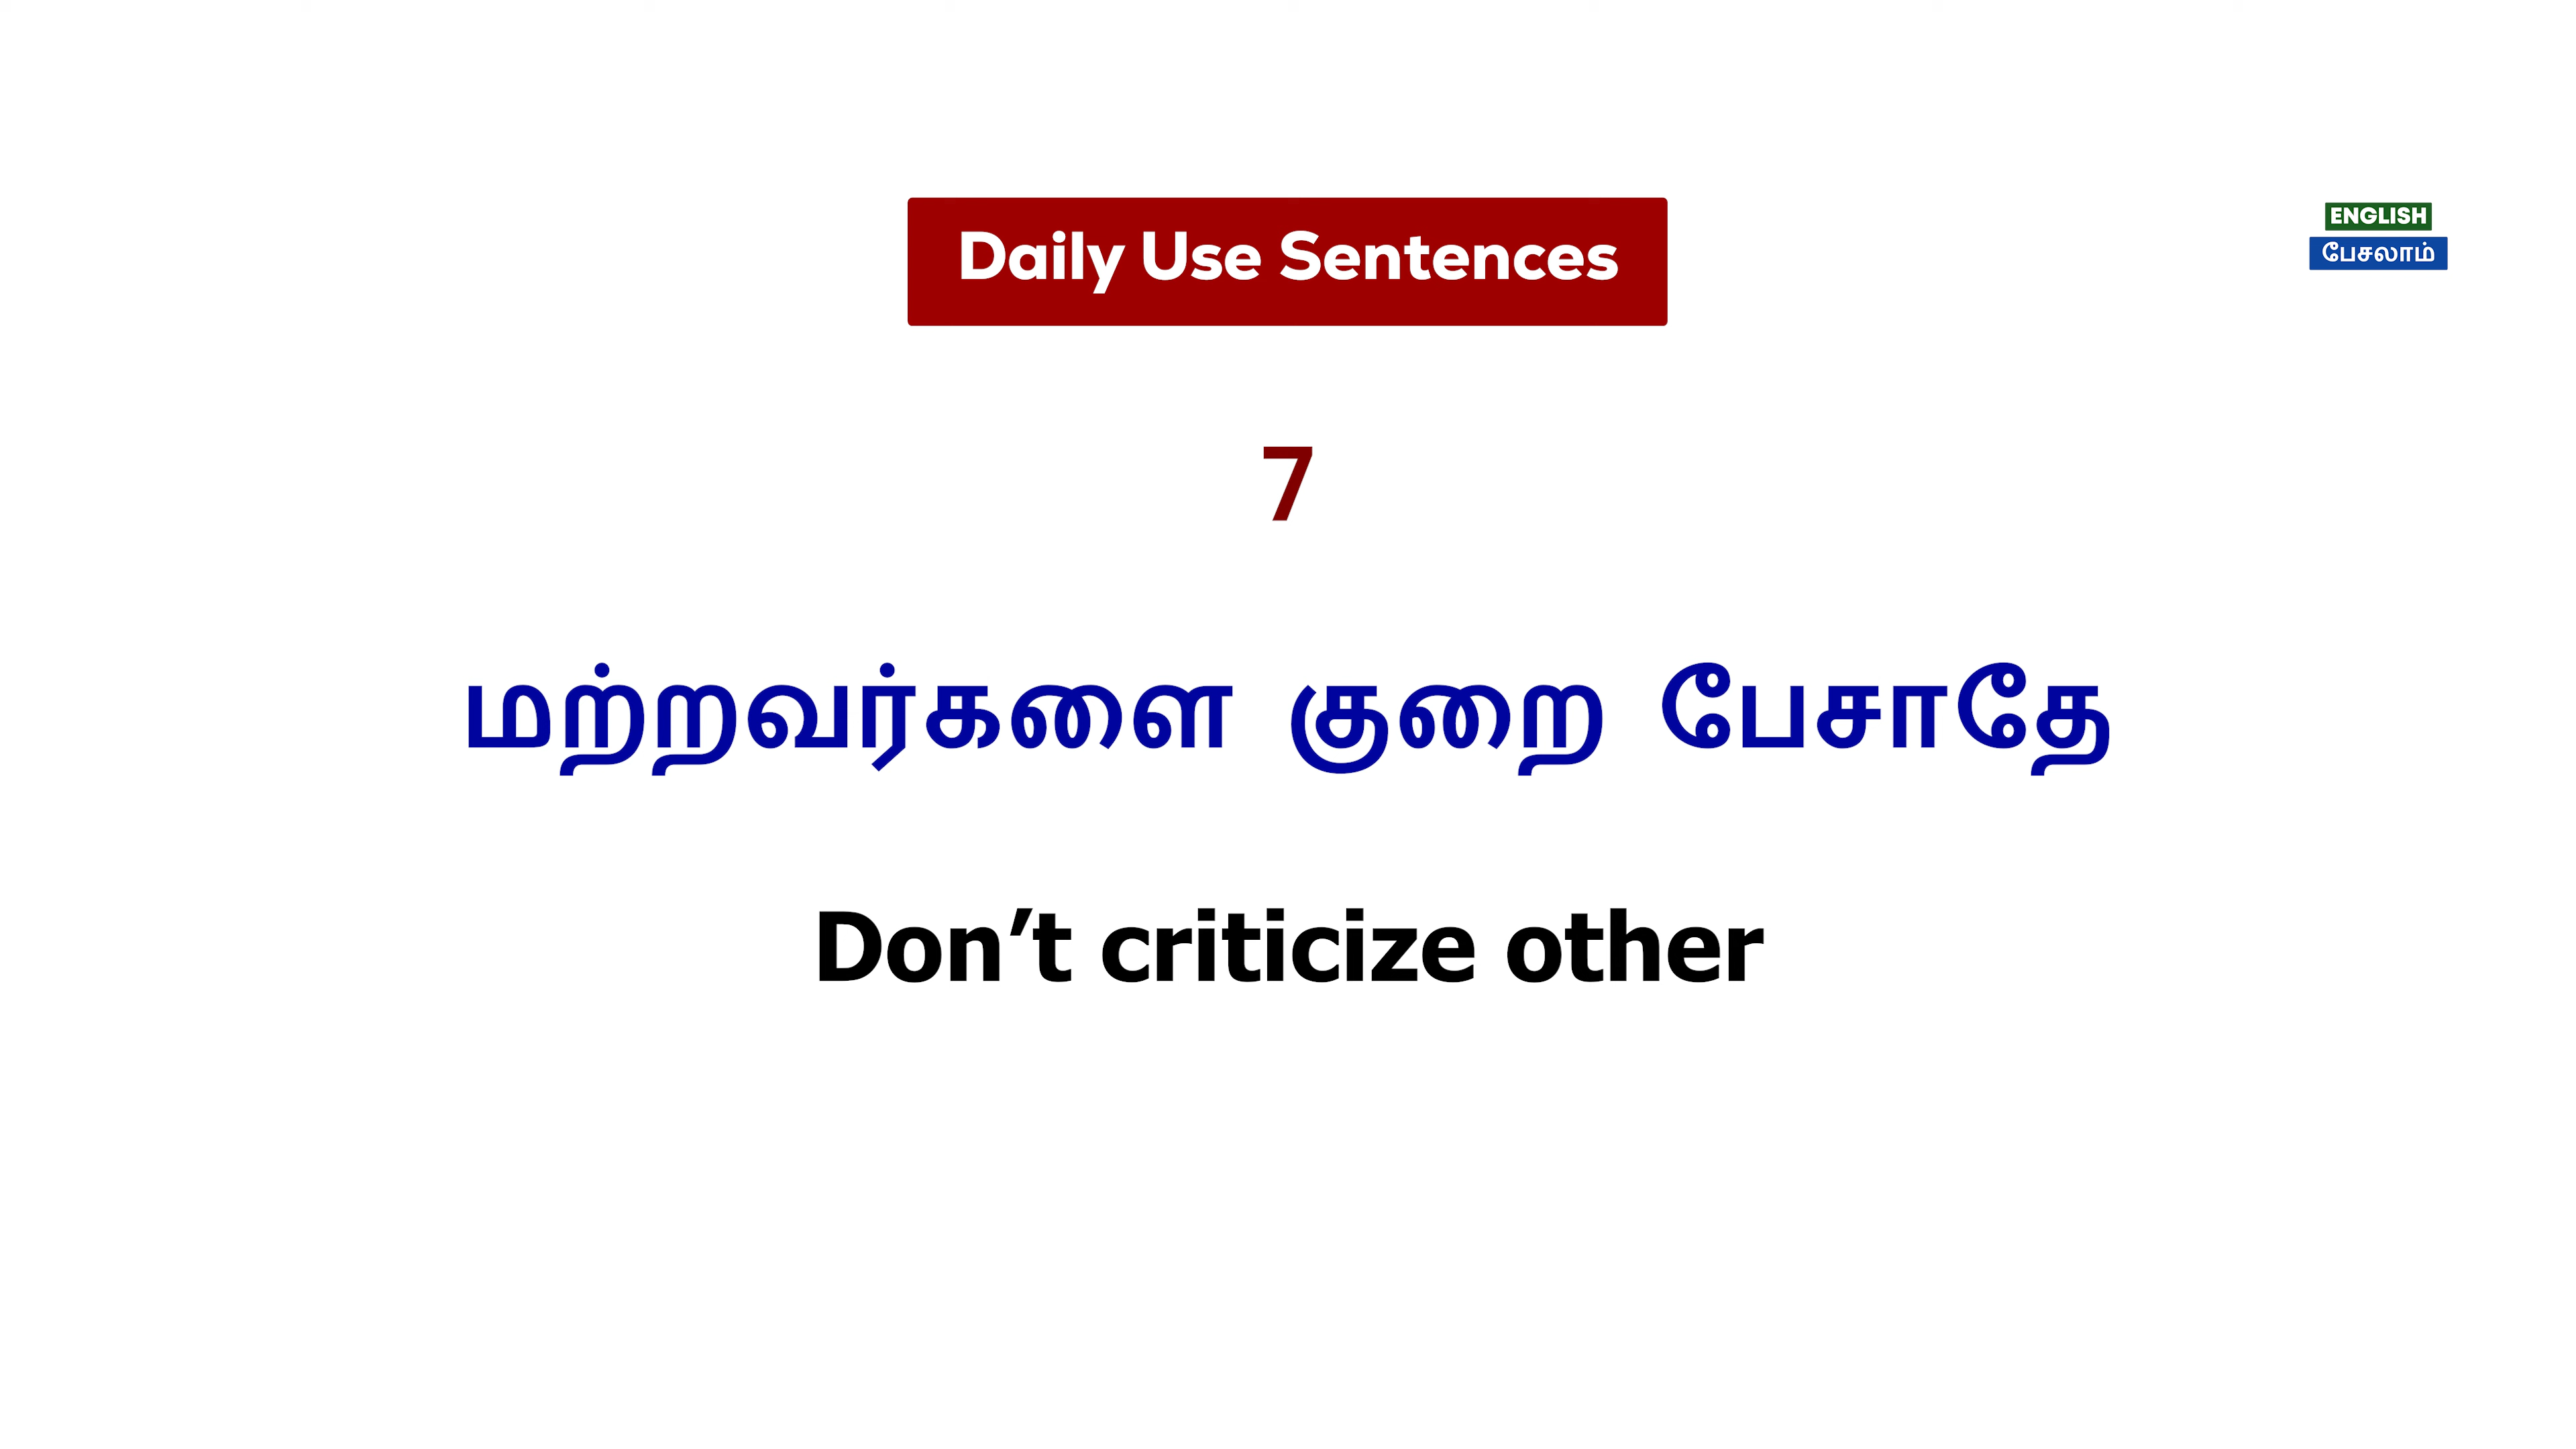 Daily Use Sentences
ENGLISH
பேசலாம்
7
மற்றவர்களை குறை பேசாதே
Don’t criticize other